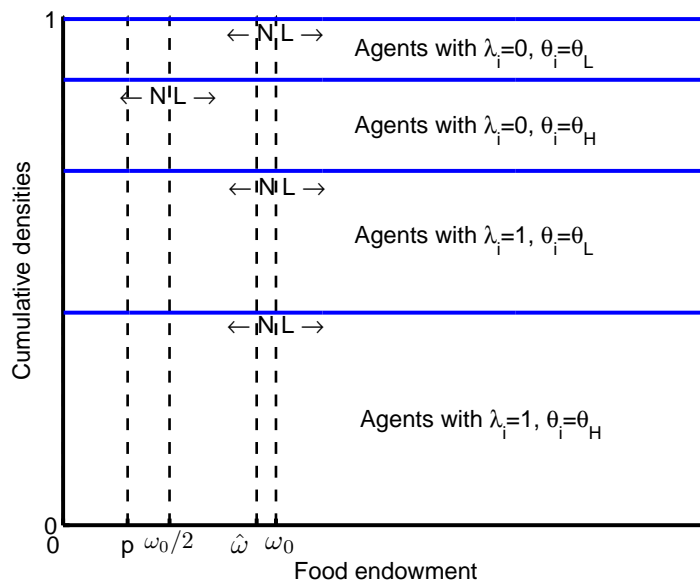 1
← N L →
Agents with λi=0, θi=θL
← N L →
Agents with λi=0, θi=θH
← N L →
Agents with λi=1, θi=θL
← N L →
Agents with λi=1, θi=θH
Cumulative densities
0
0 p ω0/2 ω̂ ω0
Food endowment